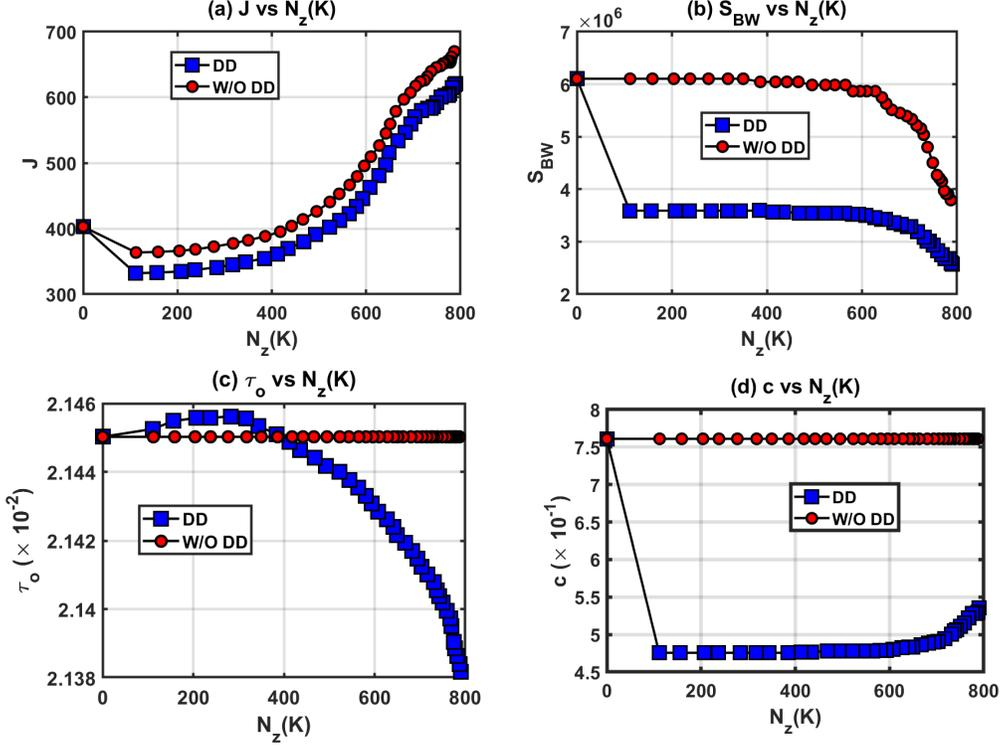 (a) J vs N_z(K)
700
600
500
400
300
J
DD
W/O DD
0 200 400 600 800
N_z(K)
(b) S_BW vs N_z(K)
×10^6
7
6
5
4
3
2
S_BW
DD
W/O DD
0 200 400 600 800
N_z(K)
(c) τ_o vs N_z(K)
2.146
2.144
2.142
2.14
2.138
τ_o (× 10^-2)
DD
W/O DD
0 200 400 600 800
N_z(K)
(d) c vs N_z(K)
8
7.5
7
6.5
6
5.5
5
4.5
c (× 10^-1)
DD
W/O DD
0 200 400 600 800
N_z(K)